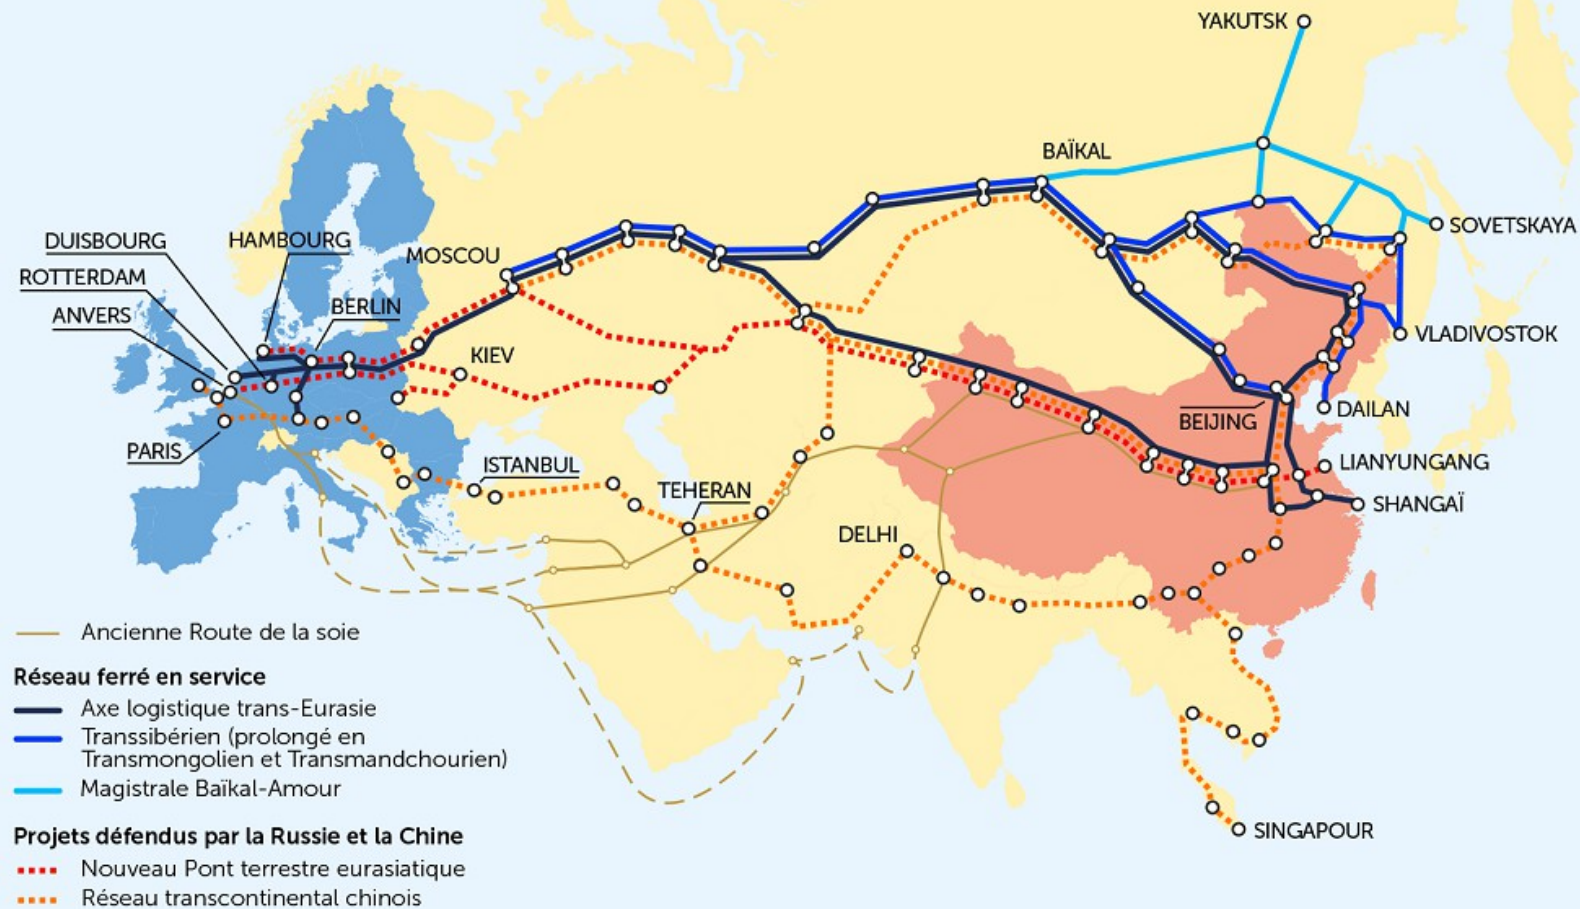 YAKUTSK
BAÏKAL
SOVETSKAYA
DUISBOURG
HAMBOURG
MOSCOU
ROTTERDAM
ANVERS
BERLIN
VLADIVOSTOK
KIEV
DAILAN
BEIJING
PARIS
ISTANBUL
LIANYUNGANG
TEHERAN
SHANGAÏ
DELHI
SINGAPOUR
Ancienne Route de la soie
Réseau ferré en service
Axe logistique trans-Eurasie
Transsibérien (prolongé en
Transmongolien et Transmandchourien)
Magistrale Baïkal-Amour
Projets défendus par la Russie et la Chine
Nouveau Pont terrestre eurasiatique
Réseau transcontinental chinois